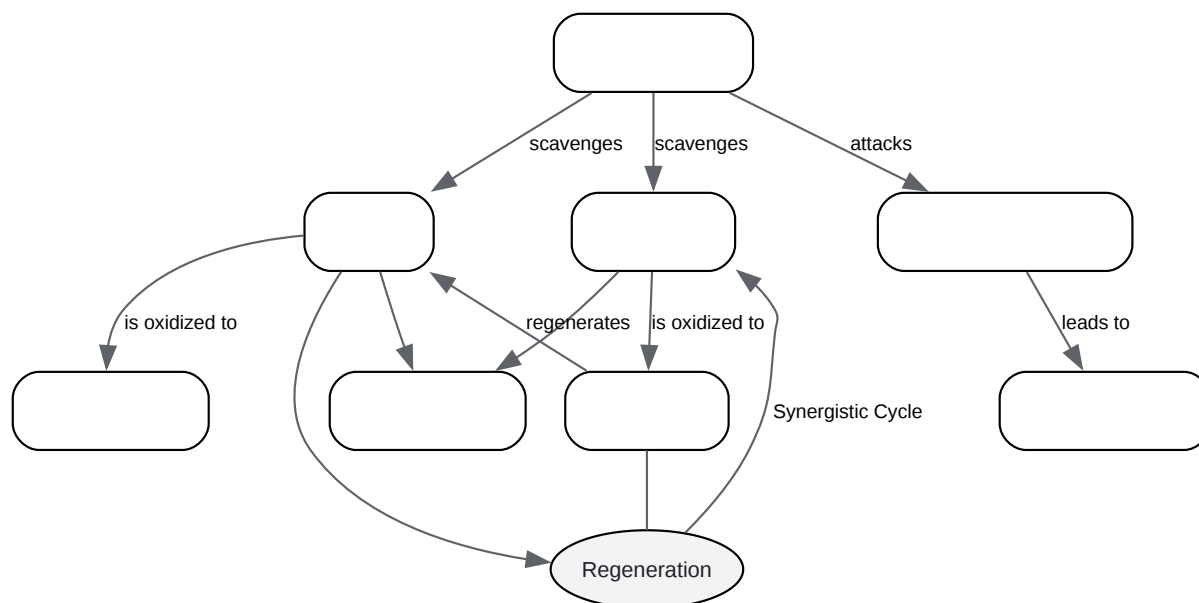 scavenges
scavenges
attacks
is oxidized to
regenerates
is oxidized to
leads to
Synergistic Cycle
Regeneration